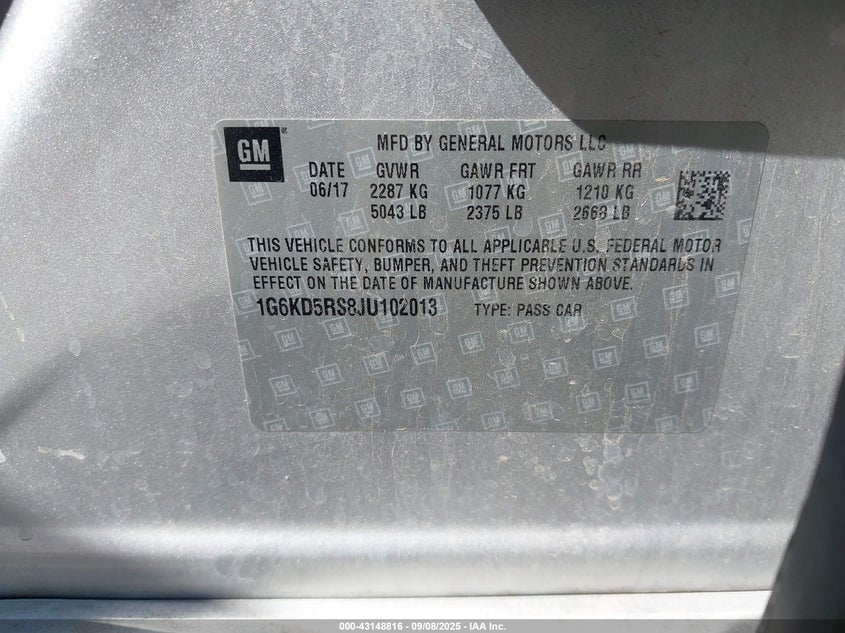 GM
®
MFD BY GENERAL MOTORS LLC
DATE GVWR GAWR FRT GAWR RR
06/17 2287 KG 1077 KG 1210 KG
5043 LB 2375 LB 2668 LB
THIS VEHICLE CONFORMS TO ALL APPLICABLE U.S. FEDERAL MOTOR
VEHICLE SAFETY, BUMPER, AND THEFT PREVENTION STANDARDS IN
EFFECT ON THE DATE OF MANUFACTURE SHOWN ABOVE.
1G6KD5RS8JU102013 TYPE: PASS CAR
000-43148816 - 09/08/2025 - IAA Inc.